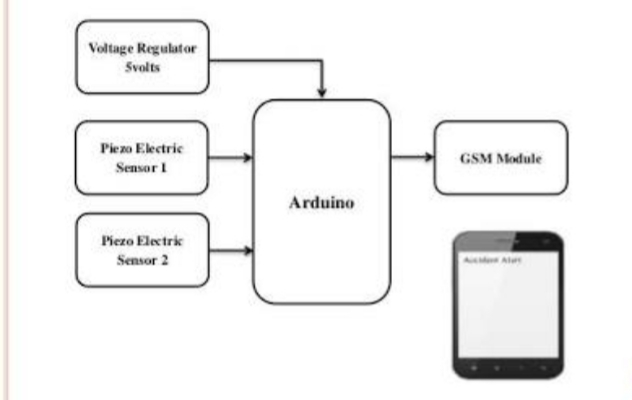 Voltage Regulator
5volts
Piezo Electric
Sensor 1
Piezo Electric
Sensor 2
Arduino
GSM Module
Accident Alert